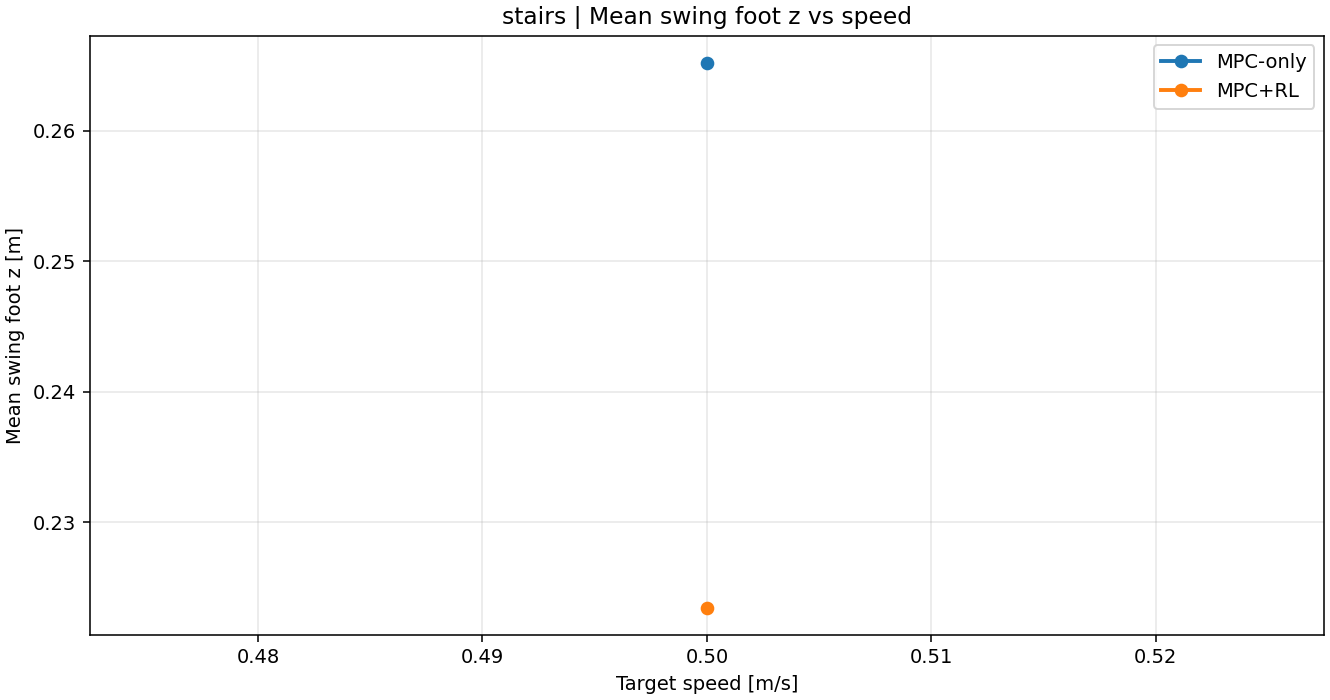 stairs | Mean swing foot z vs speed
MPC-only
MPC+RL
Mean swing foot z [m]
0.26
0.25
0.24
0.23
0.48
0.49
0.50
0.51
0.52
Target speed [m/s]